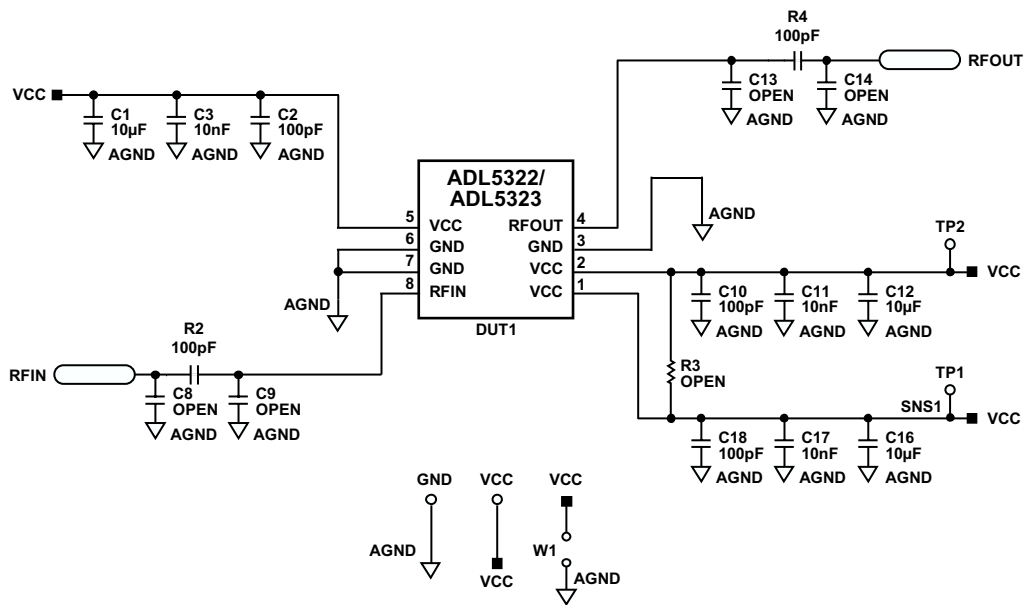 R4
100pF
RFOUT
C13
OPEN
AGND
C14
OPEN
AGND
VCC
C1
10µF
AGND
C3
10nF
AGND
C2
100pF
AGND
ADL5322/
ADL5323
5 VCC
6 GND
7 GND
8 RFIN
RFOUT 4
GND 3
VCC 2
VCC 1
DUT1
AGND
AGND
TP2
VCC
C10
100pF
AGND
C11
10nF
AGND
C12
10µF
AGND
R2
100pF
RFIN
C8
OPEN
AGND
C9
OPEN
AGND
R3
OPEN
TP1
SNS1
VCC
C18
100pF
AGND
C17
10nF
AGND
C16
10µF
AGND
GND
AGND
VCC
VCC
VCC
W1
AGND